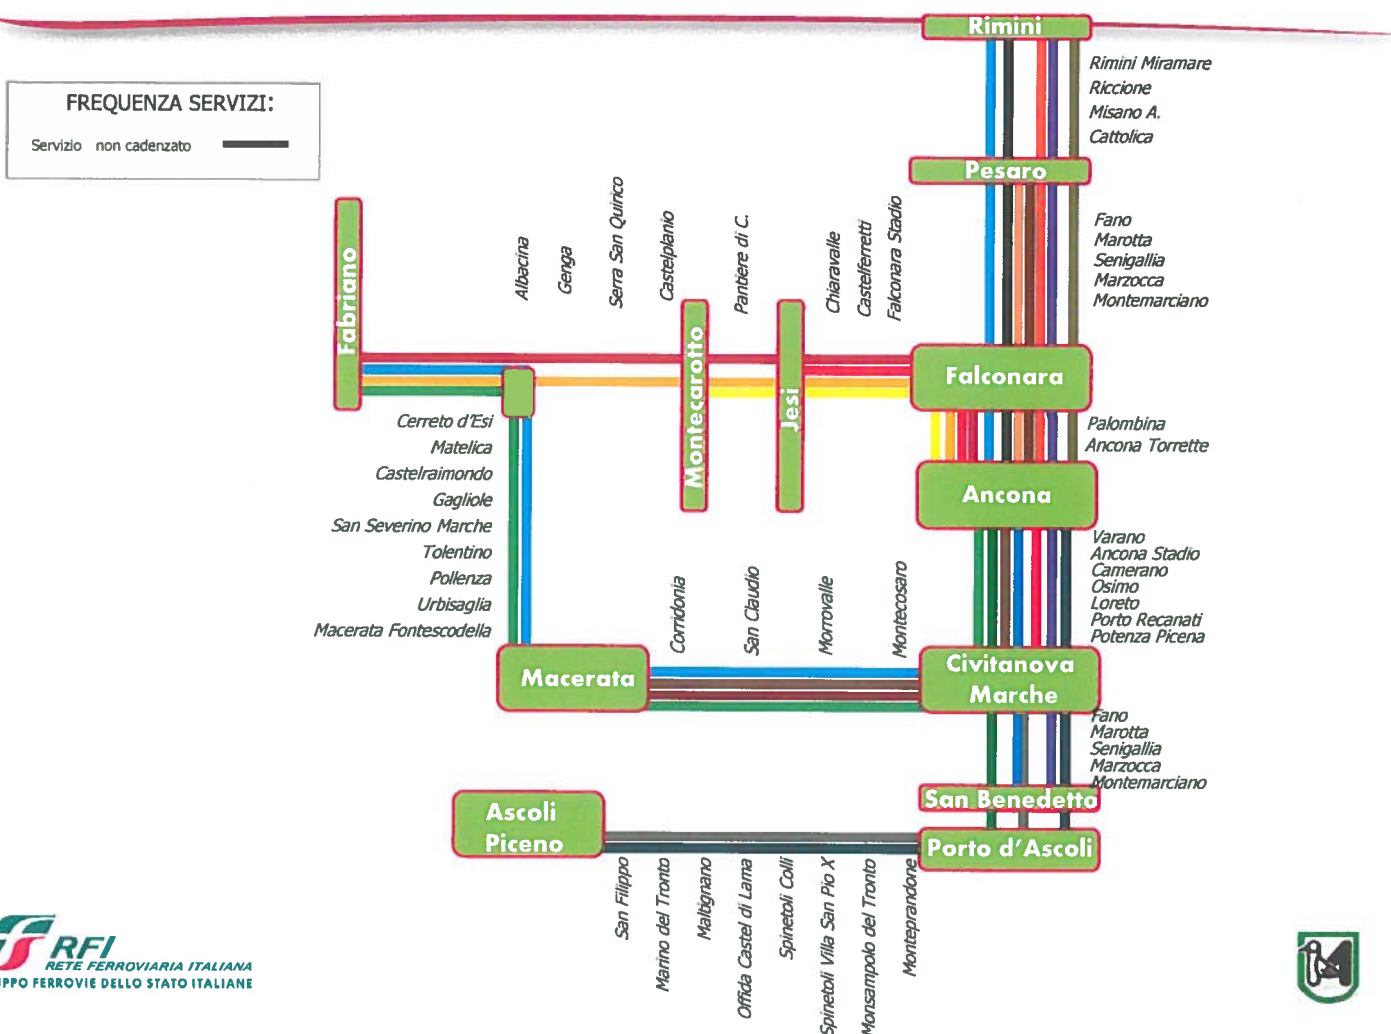 Rimini
Rimini Miramare
Riccione
Misano A.
Cattolica
FREQUENZA SERVIZI:
Servizio non cadenzato
Pesaro
Fano
Marotta
Senigallia
Marzocca
Montemarciano
Fabriano
Albacina
Genga
Serra San Quirico
Castelplanio
Pantiere di C.
Chiaravalle
Castelferretti
Falconara Stadio
Montecarotto
Jesi
Falconara
Palombina
Ancona Torrette
Cerreto d'Esi
Matelica
Castelraimondo
Gagliole
San Severino Marche
Tolentino
Pollenza
Urbisaglia
Macerata Fontescodella
Ancona
Varano
Ancona Stadio
Camerano
Osimo
Loreto
Porto Recanati
Potenza Picena
Corridonia
San Claudio
Morrovalle
Montecosaro
Macerata
Civitanova
Marche
Fano
Marotta
Senigallia
Marzocca
Montemarciano
San Benedetto
Ascoli
Piceno
Porto d'Ascoli
San Filippo
Marino del Tronto
Maltignano
Offida Castel di Lama
Spinetoli Colli
Spinetoli Villa San Pio X
Monsampolo del Tronto
Monteprandone
RFI
RETE FERROVIARIA ITALIANA
PPO FERROVIE DELLO STATO ITALIANE